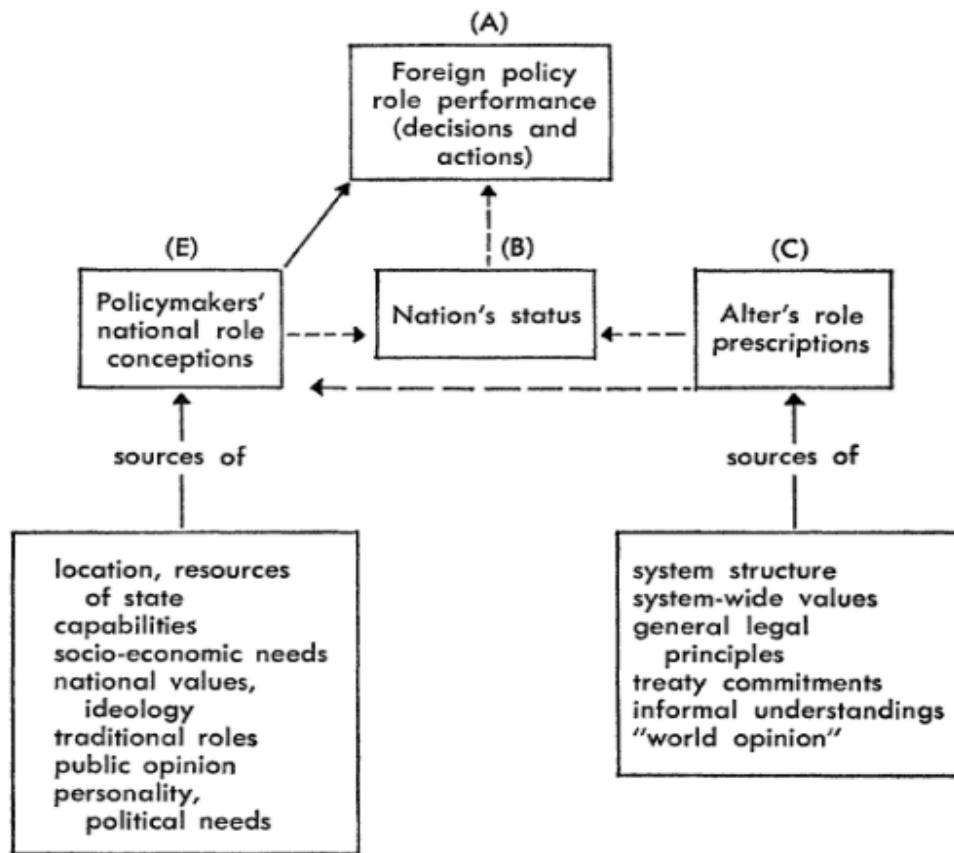 (A)
Foreign policy
role performance
(decisions and
actions)
(E)
(B)
(C)
Policymakers'
national role
conceptions
Nation's status
Alter's role
prescriptions
sources of
sources of
location, resources
of state
capabilities
socio-economic needs
national values,
ideology
traditional roles
public opinion
personality,
political needs
system structure
system-wide values
general legal
principles
treaty commitments
informal understandings
"world opinion"